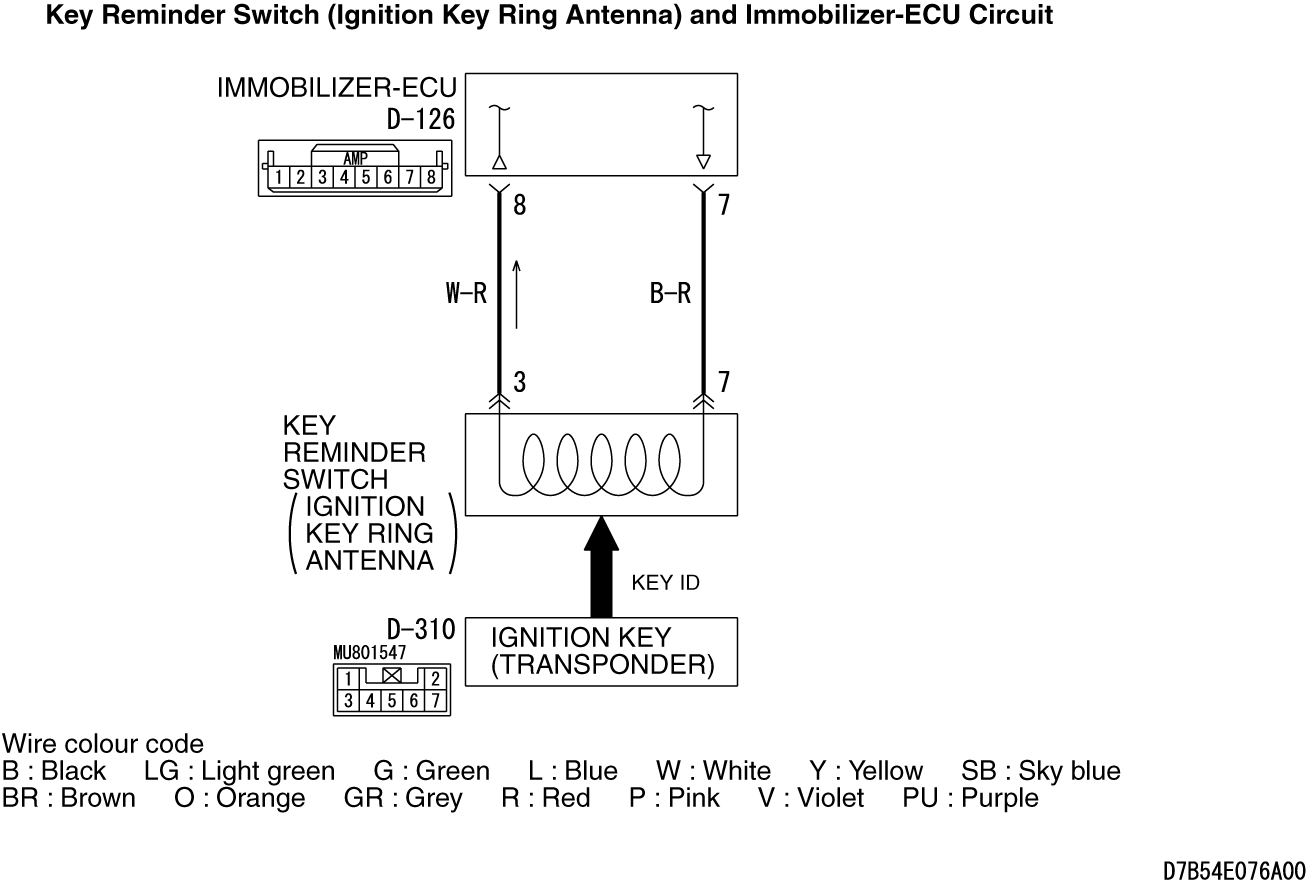 Key Reminder Switch (Ignition Key Ring Antenna) and Immobilizer-ECU Circuit
IMMOBILIZER-ECU
D-126
AMP
1 2 3 4 5 6 7 8
8
7
W-R
B-R
3
7
KEY
REMINDER
SWITCH
(IGNITION
KEY RING
ANTENNA)
KEY ID
D-310
MU801547
1 2
3 4 5 6 7
IGNITION KEY
(TRANSPONDER)
Wire colour code
B : Black LG : Light green G : Green L : Blue W : White Y : Yellow SB : Sky blue
BR : Brown O : Orange GR : Grey R : Red P : Pink V : Violet PU : Purple
D7B54E076A00